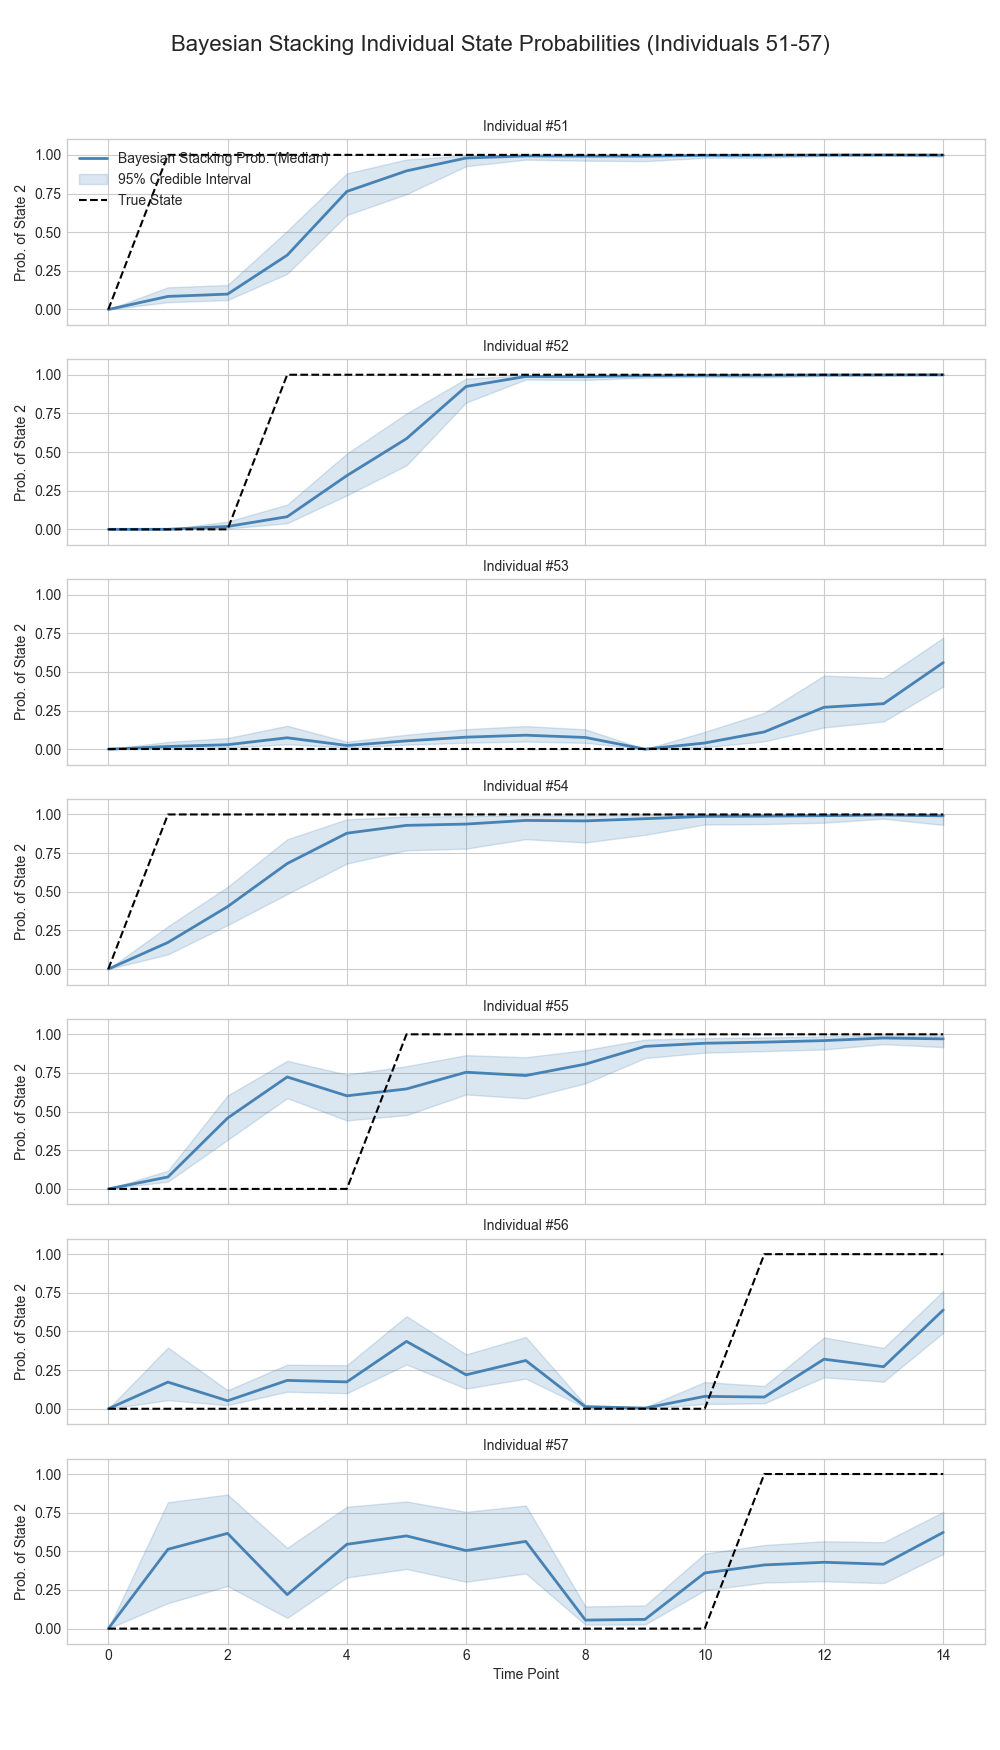 Bayesian Stacking Individual State Probabilities (Individuals 51-57)
Individual #51
Bayesian Stacking Prob. (Median)
95% Credible Interval
True State
Prob. of State 2
1.00
0.75
0.50
0.25
0.00
Individual #52
Prob. of State 2
1.00
0.75
0.50
0.25
0.00
Individual #53
Prob. of State 2
1.00
0.75
0.50
0.25
0.00
Individual #54
Prob. of State 2
1.00
0.75
0.50
0.25
0.00
Individual #55
Prob. of State 2
1.00
0.75
0.50
0.25
0.00
Individual #56
Prob. of State 2
1.00
0.75
0.50
0.25
0.00
Individual #57
Prob. of State 2
1.00
0.75
0.50
0.25
0.00
0 2 4 6 8 10 12 14
Time Point